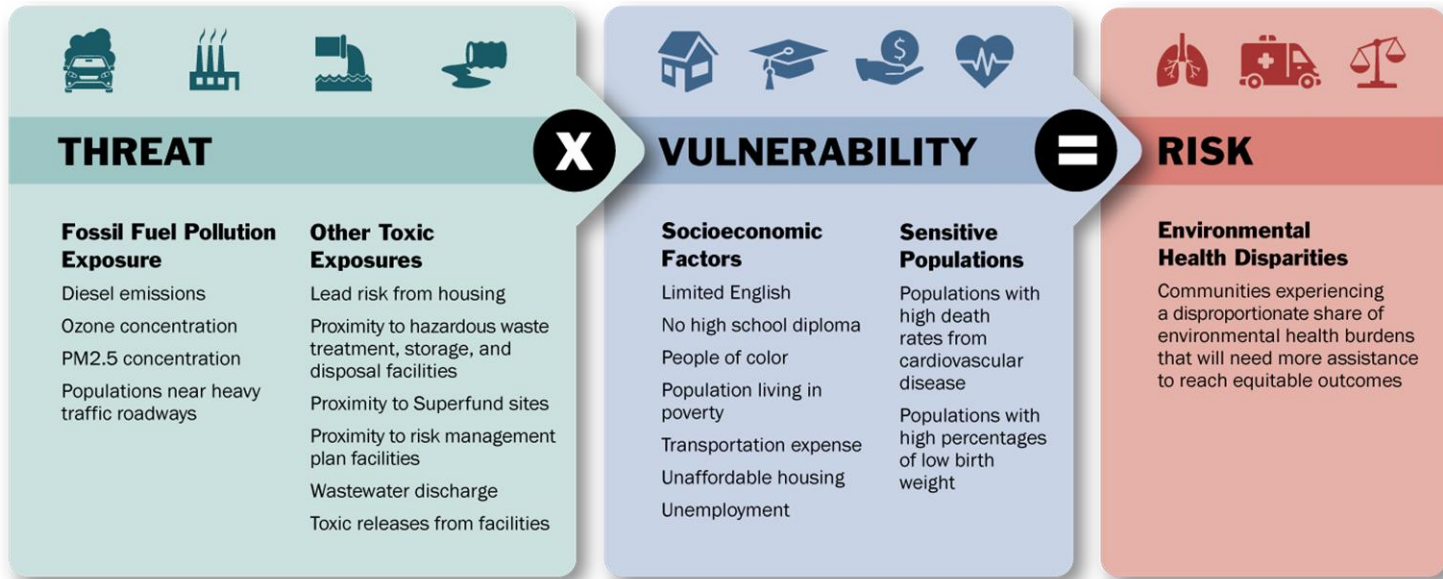 $
THREAT
X
VULNERABILITY
=
RISK
Fossil Fuel Pollution
Exposure
Diesel emissions
Ozone concentration
PM2.5 concentration
Populations near heavy
traffic roadways
Other Toxic
Exposures
Lead risk from housing
Proximity to hazardous waste
treatment, storage, and
disposal facilities
Proximity to Superfund sites
Proximity to risk management
plan facilities
Wastewater discharge
Toxic releases from facilities
Socioeconomic
Factors
Limited English
No high school diploma
People of color
Population living in
poverty
Transportation expense
Unaffordable housing
Unemployment
Sensitive
Populations
Populations with
high death
rates from
cardiovascular
disease
Populations with
high percentages
of low birth
weight
Environmental
Health Disparities
Communities experiencing
a disproportionate share of
environmental health burdens
that will need more assistance
to reach equitable outcomes